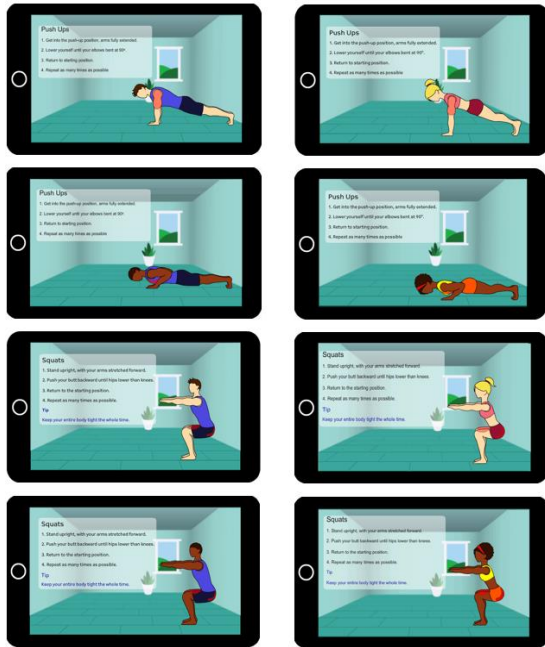 Push Ups
1. Get into the push-up position, arms fully extended.
2. Lower yourself until your elbows bent at 90°.
3. Return to starting position.
4. Repeat as many times as possible
Push Ups
1. Get into the push-up position, arms fully extended.
2. Lower yourself until your elbows bent at 90°.
3. Return to starting position.
4. Repeat as many times as possible
Push Ups
1. Get into the push-up position, arms fully extended.
2. Lower yourself until your elbows bent at 90°
3. Return to starting position
4. Repeat as many times as possible
Push Ups
1. Get into the push-up position, arms fully extended.
2. Lower yourself until your elbows bent at 90°.
3. Return to starting position.
4. Repeat as many times as possible
Squats
1. Stand upright, with your arms stretched forward.
2. Push your butt backward until hips lower than knees.
3. Return to the starting position.
4. Repeat as many times as possible.
Tip
Keep your entire body tight the whole time.
Squats
1. Stand upright, with your arms stretched forward
2. Push your butt backward until hips lower than knees.
3. Return to the starting position.
4. Repeat as many times as possible.
Tip
Keep your entire body tight the whole time.
Squats
1. Stand upright, with your arms stretched forward.
2. Push your butt backward until hips lower than knees.
3. Return to the starting position.
4. Repeat as many times as possible.
Tip
Keep your entire body tight the whole time.
Squats
1. Stand upright, with your arms stretched forward.
2. Push your butt backward until hips lower than knees.
3. Return to the starting position.
4. Repeat as many times as possible.
Tip
Keep your entire body tight the whole time.